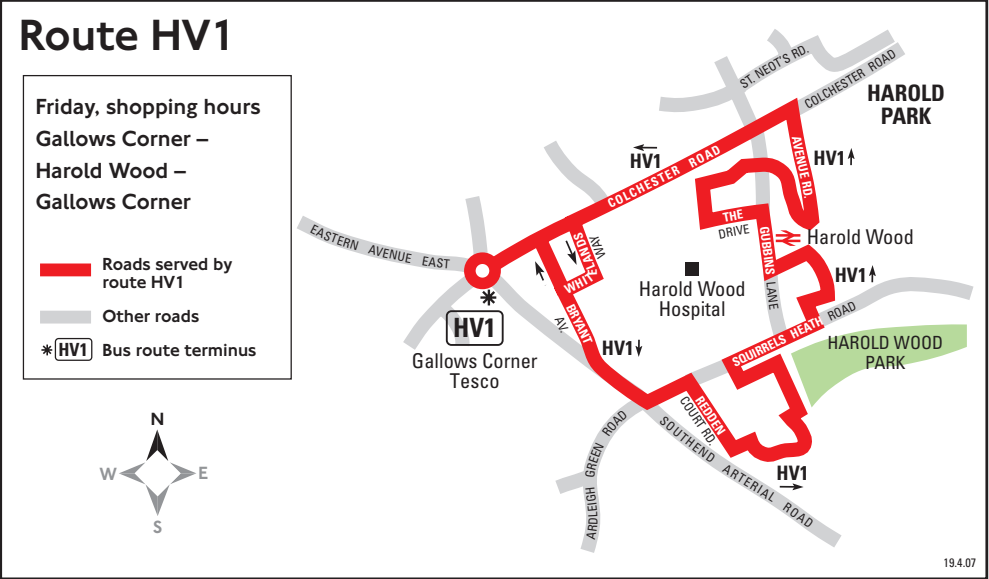 Route HV1
Friday, shopping hours
Gallows Corner –
Harold Wood –
Gallows Corner
Roads served by
route HV1
Other roads
*HV1 Bus route terminus
N
W E
S
ST. NEOT'S RD.
COLCHESTER ROAD
HAROLD
PARK
HV1
COLCHESTER ROAD
AVENUE RD.
HV1
EASTERN AVENUE EAST
WHITELANDS
WAY
THE
DRIVE
GUBBINS
LANE
Harold Wood
HV1
Harold Wood
Hospital
*
HV1
Gallows Corner
Tesco
BRYANT
AV.
HV1
SQUIRRELS HEATH ROAD
HAROLD WOOD
PARK
REDDEN
COURT RD.
ARDLEIGH GREEN ROAD
SOUTHEND ARTERIAL ROAD
HV1
19.4.07